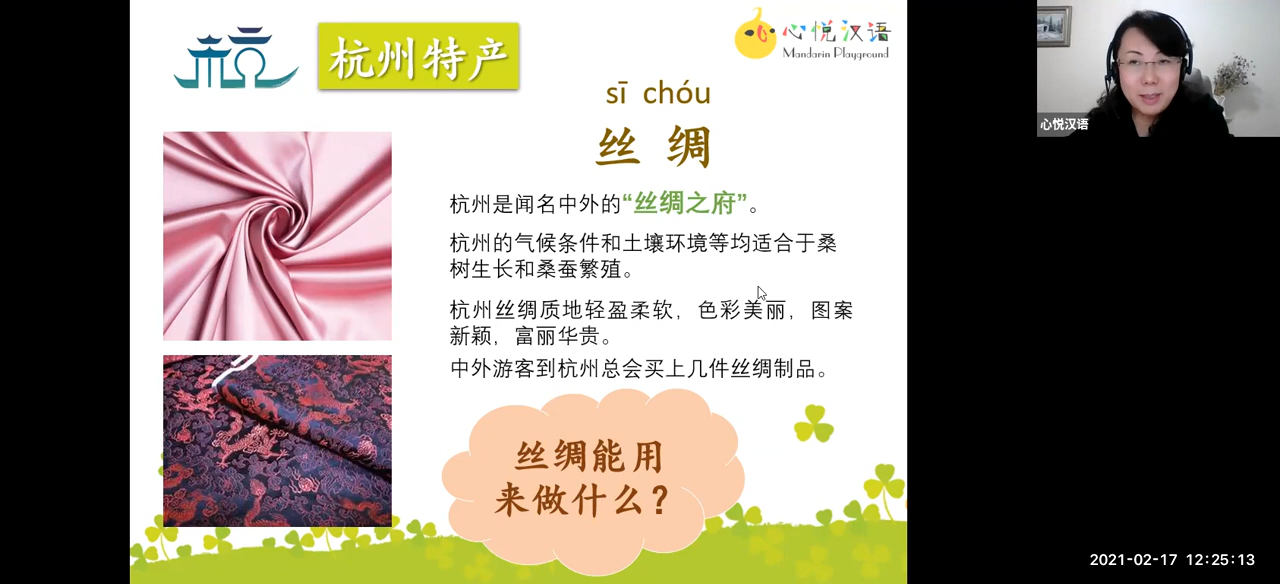 杭州特产
心悦汉语
Mandarin Playground
心悦汉语
sī chóu
丝 绸
杭州是闻名中外的“丝绸之府”。
杭州的气候条件和土壤环境等均适合于桑
树生长和桑蚕繁殖。
杭州丝绸质地轻盈柔软，色彩美丽，图案
新颖，富丽华贵。
中外游客到杭州总会买上几件丝绸制品。
丝绸能用
来做什么？
2021-02-17 12:25:13